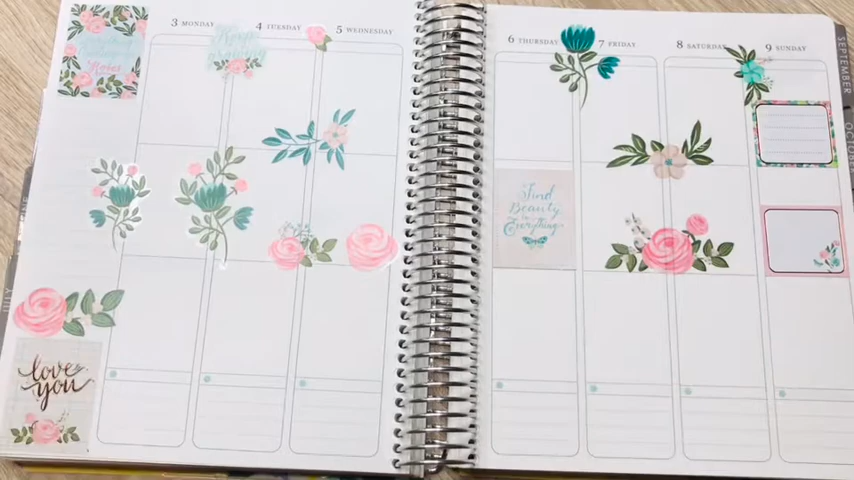 3 MONDAY
4 TUESDAY
5 WEDNESDAY
6 THURSDAY
7 FRIDAY
8 SATURDAY
9 SUNDAY
SEPTEMBER
OCTOBER
Roses
Find
Beauty
in
Everything
JULY
love
you